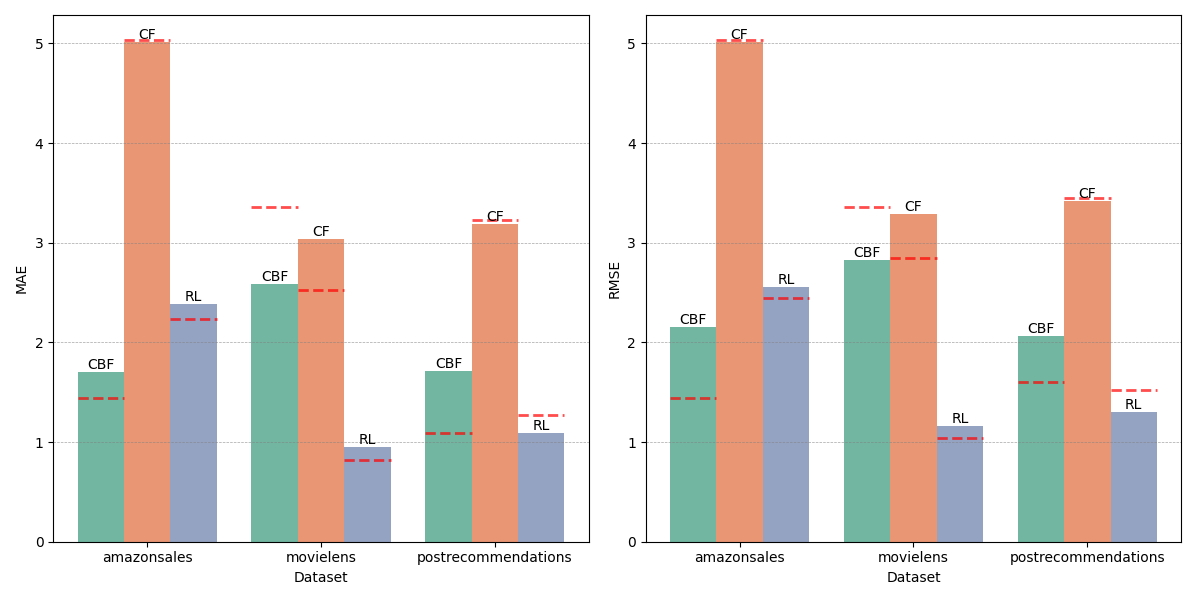 MAE
5
4
3
2
1
0
CBF
CF
RL
CBF
CF
RL
CBF
CF
RL
amazonsales
movielens
postrecommendations
Dataset
RMSE
5
4
3
2
1
0
CBF
CF
RL
CBF
CF
RL
CBF
CF
RL
amazonsales
movielens
postrecommendations
Dataset